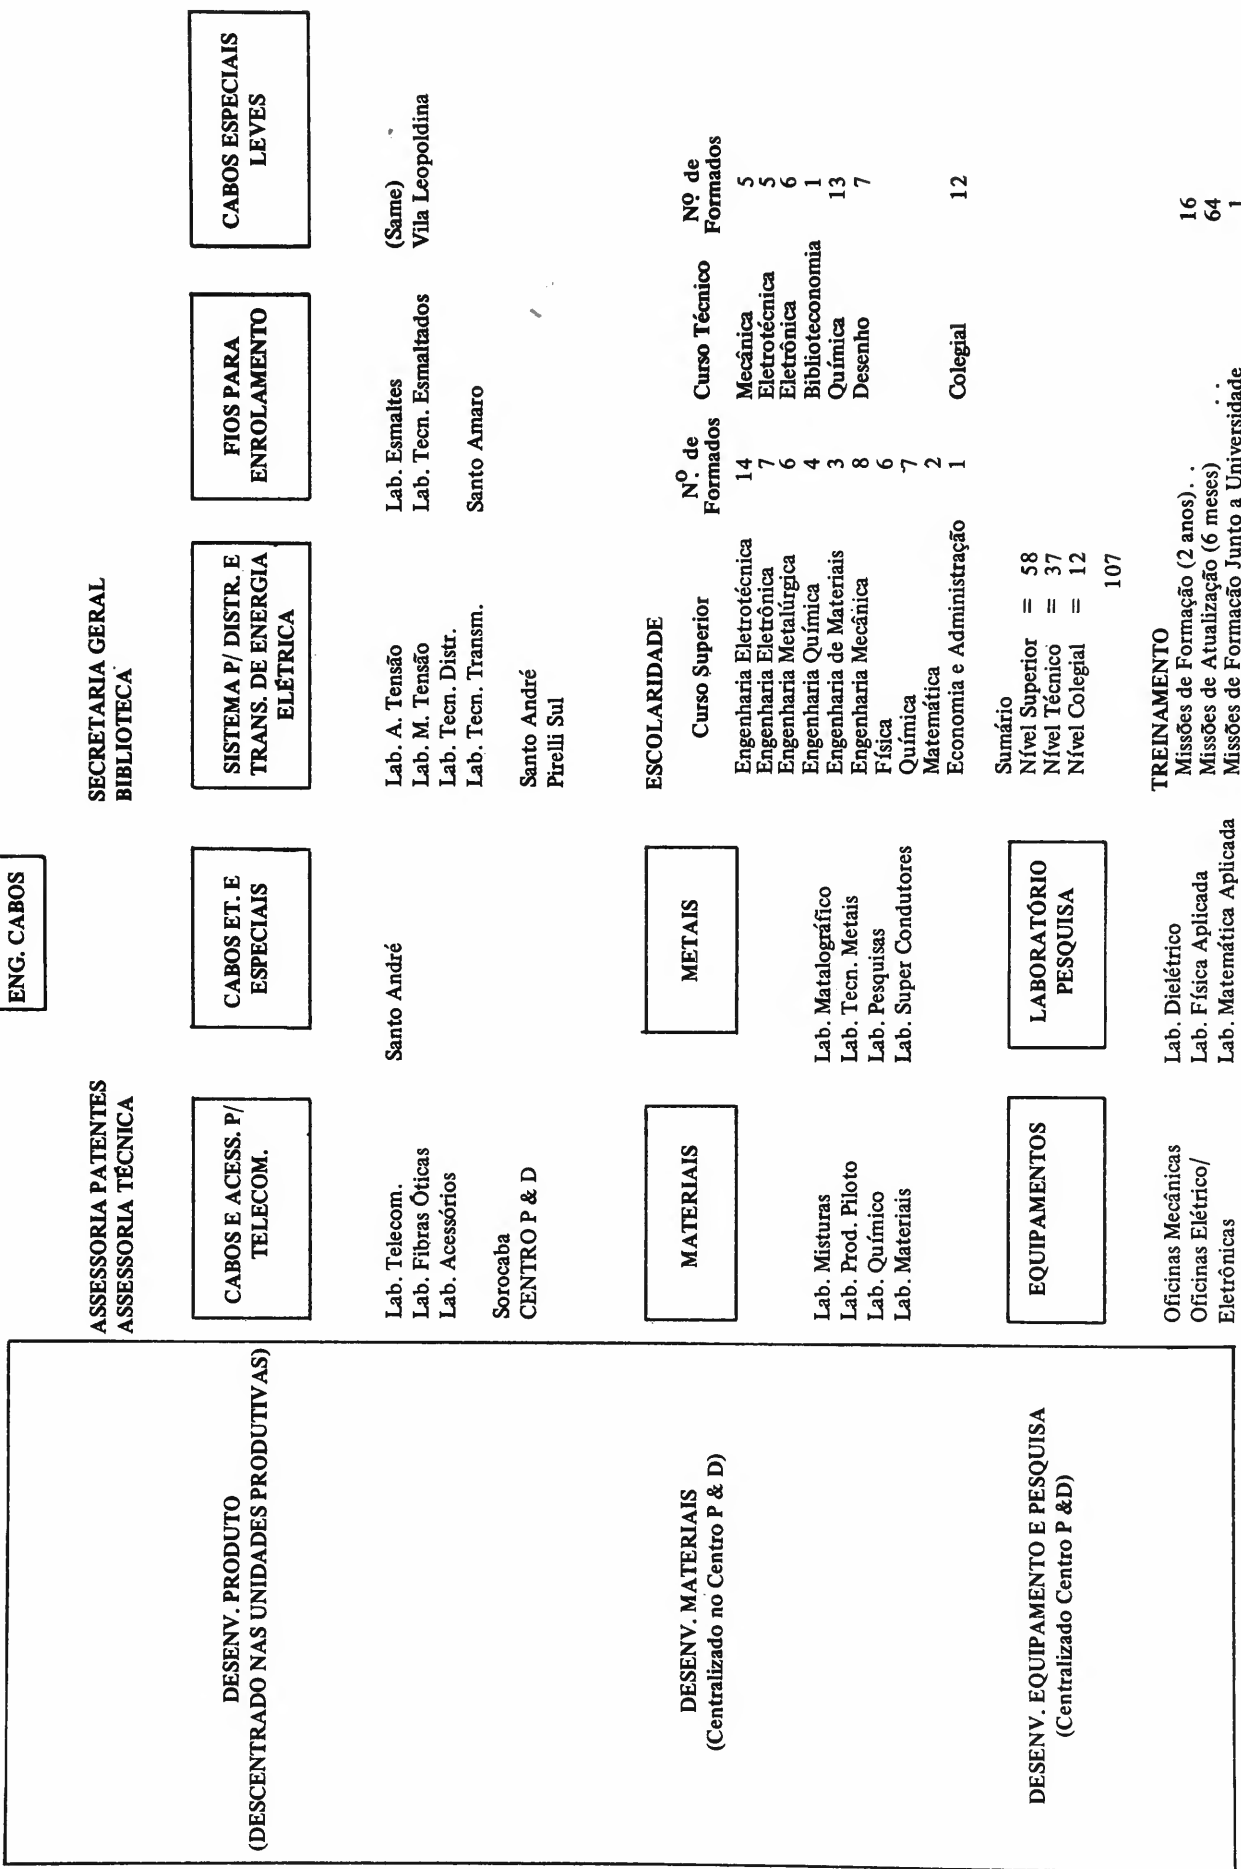 ENG. CABOS
ASSESSORIA PATENTES
ASSESSORIA TÉCNICA
SECRETARIA GERAL
BIBLIOTECA
DESENV. PRODUTO
(DESCENTRADO NAS UNIDADES PRODUTIVAS)
CABOS E ACESS. P/
TELECOM.
CABOS ET. E
ESPECIAIS
SISTEMA P/ DISTR. E
TRANS. DE ENERGIA
ELÉTRICA
FIOS PARA
ENROLAMENTO
CABOS ESPECIAIS
LEVES
Lab. Telecom.
Lab. Fibras Óticas
Lab. Acessórios
Sorocaba
CENTRO P & D
Santo André
Lab. A. Tensão
Lab. M. Tensão
Lab. Tecn. Distr.
Lab. Tecn. Transm.
Santo André
Pirelli Sul
Lab. Esmaltes
Lab. Tecn. Esmaltados
Santo Amaro
(Same)
Vila Leopoldina
DESENV. MATERIAIS
(Centralizado no Centro P & D)
MATERIAIS
METAIS
Lab. Misturas
Lab. Prod. Piloto
Lab. Químico
Lab. Materiais
Lab. Matalográfico
Lab. Tecn. Metais
Lab. Pesquisas
Lab. Super Condutores
ESCOLARIDADE
Curso Superior Nº. de Formados Curso Técnico Nº de Formados
Engenharia Eletrotécnica 14 Mecânica 5
Engenharia Eletrônica 7 Eletrotécnica 5
Engenharia Metalúrgica 6 Eletrônica 6
Engenharia Química 4 Biblioteconomia 1
Engenharia de Materiais 3 Química 13
Engenharia Mecânica 8 Desenho 7
Física 6
Química 7
Matemática 2
Economia e Administração 1 Colegial 12
Sumário
Nível Superior = 58
Nível Técnico = 37
Nível Colegial = 12
107
DESENV. EQUIPAMENTO E PESQUISA
(Centralizado Centro P &D)
EQUIPAMENTOS
LABORATÓRIO
PESQUISA
Oficinas Mecânicas
Oficinas Elétrico/
Eletrônicas
Lab. Dielétrico
Lab. Física Aplicada
Lab. Matemática Aplicada
TREINAMENTO
Missões de Formação (2 anos). . 16
Missões de Atualização (6 meses) . . 64
Missões de Formação Junto a Universidade 1